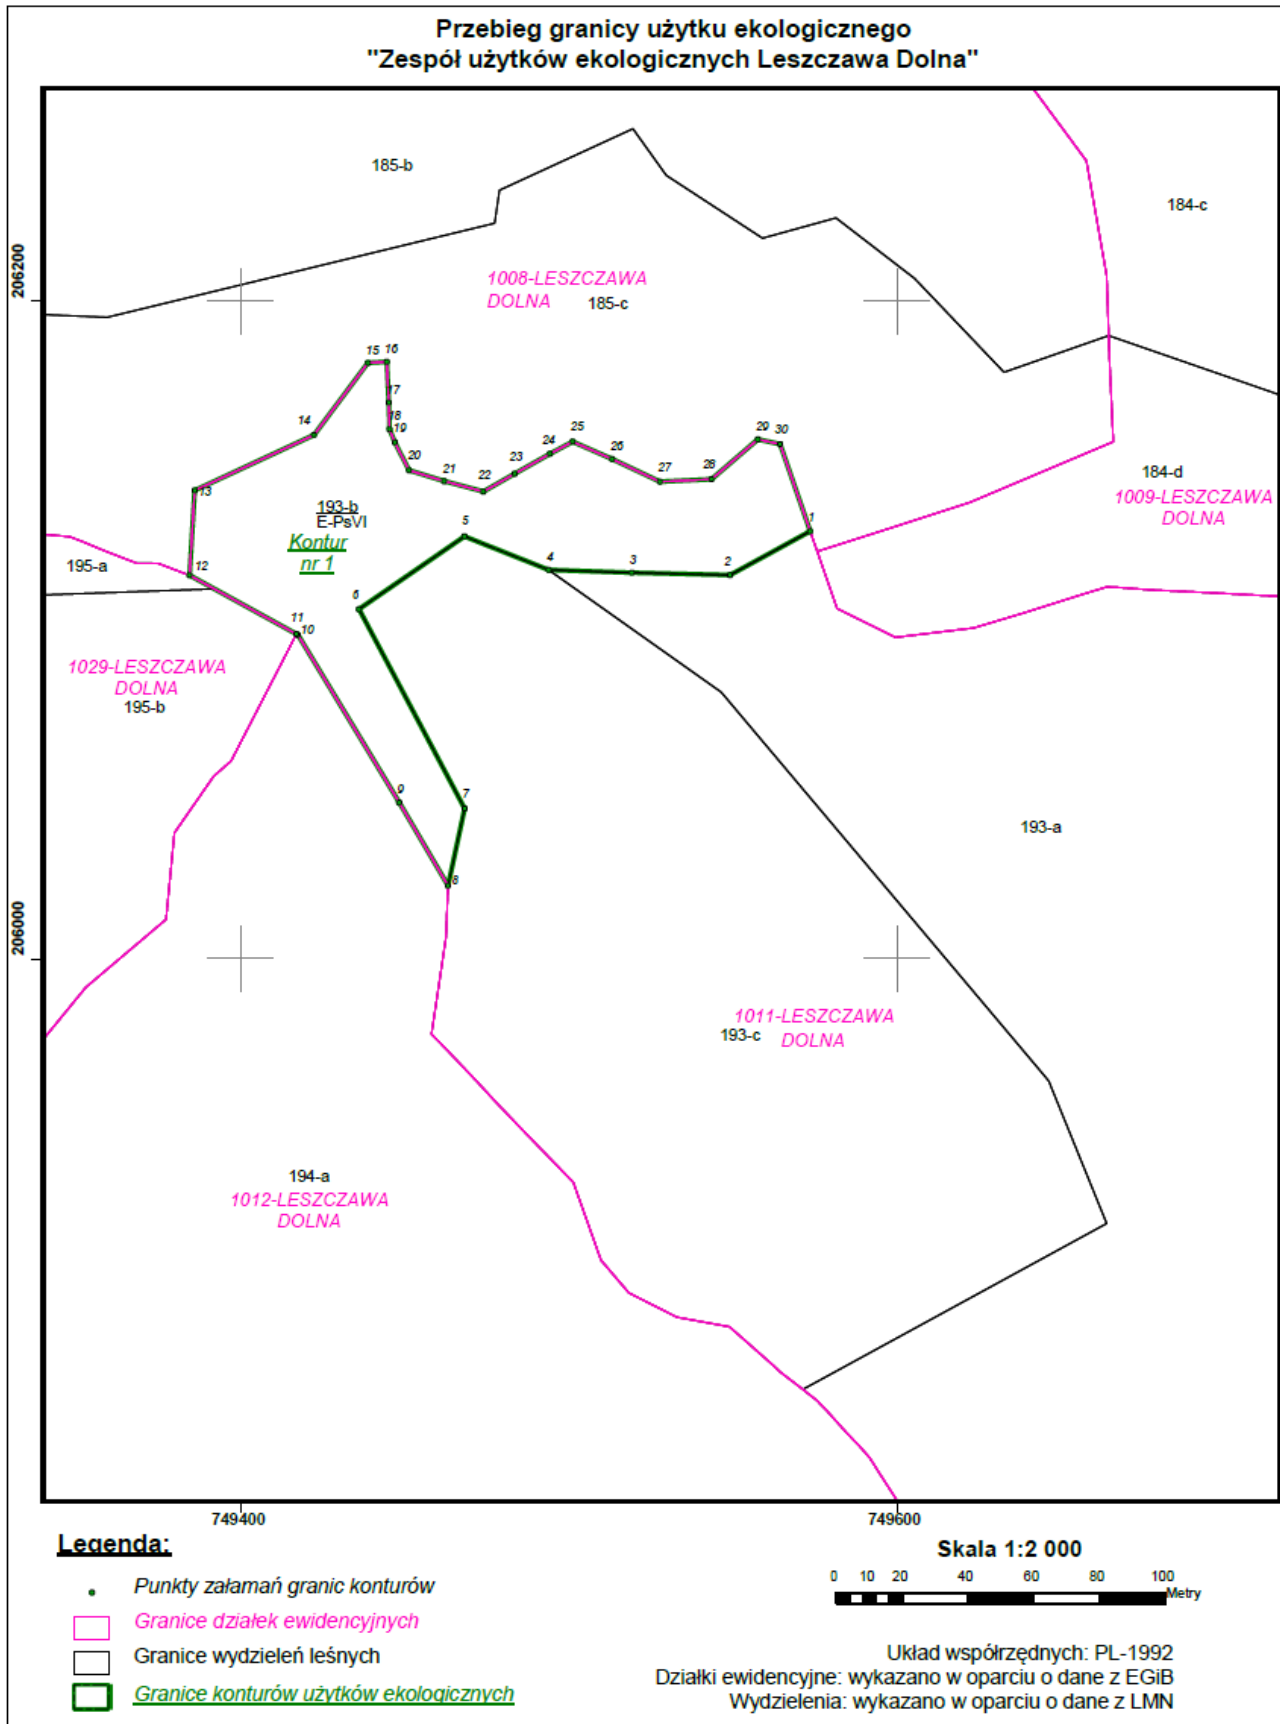 Przebieg granicy użytku ekologicznego
"Zespół użytków ekologicznych Leszczawa Dolna"
185-b
184-c
206200
1008-LESZCZAWA
DOLNA
185-c
15
16
17
14
18
19
25
29
30
24
26
20
23
184-d
13
21
22
27
28
1009-LESZCZAWA
DOLNA
193-b
E-PsVI
5
1
Kontur
nr 1
195-a
12
4
3
2
6
11
10
1029-LESZCZAWA
DOLNA
195-b
9
7
193-a
8
206000
1011-LESZCZAWA
193-c
DOLNA
194-a
1012-LESZCZAWA
DOLNA
749400
749600
Legenda:
Punkty załamań granic konturów
Granice działek ewidencyjnych
Granice wydzieleń leśnych
Granice konturów użytków ekologicznych
Skala 1:2 000
0 10 20 40 60 80 100
Metry
Układ współrzędnych: PL-1992
Działki ewidencyjne: wykazano w oparciu o dane z EGiB
Wydzielenia: wykazano w oparciu o dane z LMN